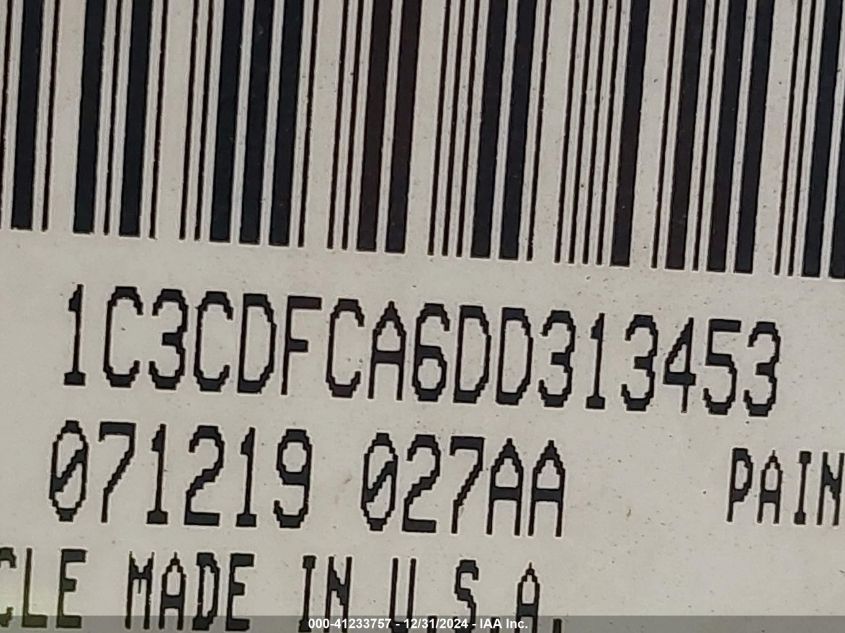 1C3CDFCA6DD313453
071219 027AA PAIN
CLE MADE IN U.S.A.
000-41233757 - 12/31/2024 - IAA Inc.